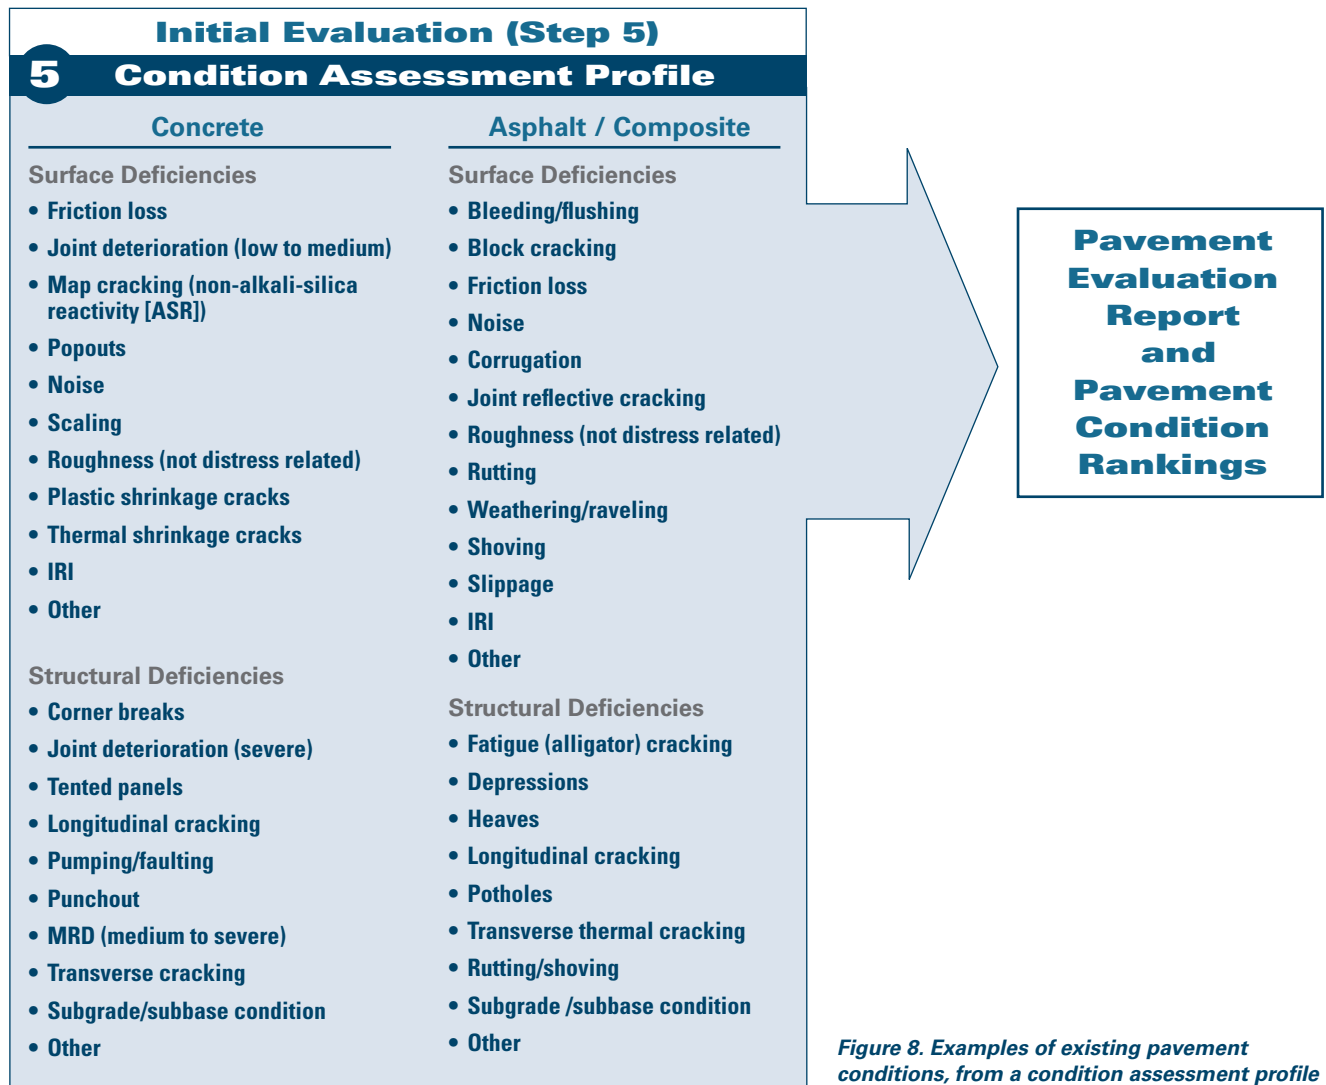 Initial Evaluation (Step 5)
5 Condition Assessment Profile
Concrete
Surface Deficiencies
• Friction loss
• Joint deterioration (low to medium)
• Map cracking (non-alkali-silica
reactivity [ASR])
• Popouts
• Noise
• Scaling
• Roughness (not distress related)
• Plastic shrinkage cracks
• Thermal shrinkage cracks
• IRI
• Other
Structural Deficiencies
• Corner breaks
• Joint deterioration (severe)
• Tented panels
• Longitudinal cracking
• Pumping/faulting
• Punchout
• MRD (medium to severe)
• Transverse cracking
• Subgrade/subbase condition
• Other
Asphalt / Composite
Surface Deficiencies
• Bleeding/flushing
• Block cracking
• Friction loss
• Noise
• Corrugation
• Joint reflective cracking
• Roughness (not distress related)
• Rutting
• Weathering/raveling
• Shoving
• Slippage
• IRI
• Other
Structural Deficiencies
• Fatigue (alligator) cracking
• Depressions
• Heaves
• Longitudinal cracking
• Potholes
• Transverse thermal cracking
• Rutting/shoving
• Subgrade /subbase condition
• Other
Pavement
Evaluation
Report
and
Pavement
Condition
Rankings
Figure 8. Examples of existing pavement
conditions, from a condition assessment profile